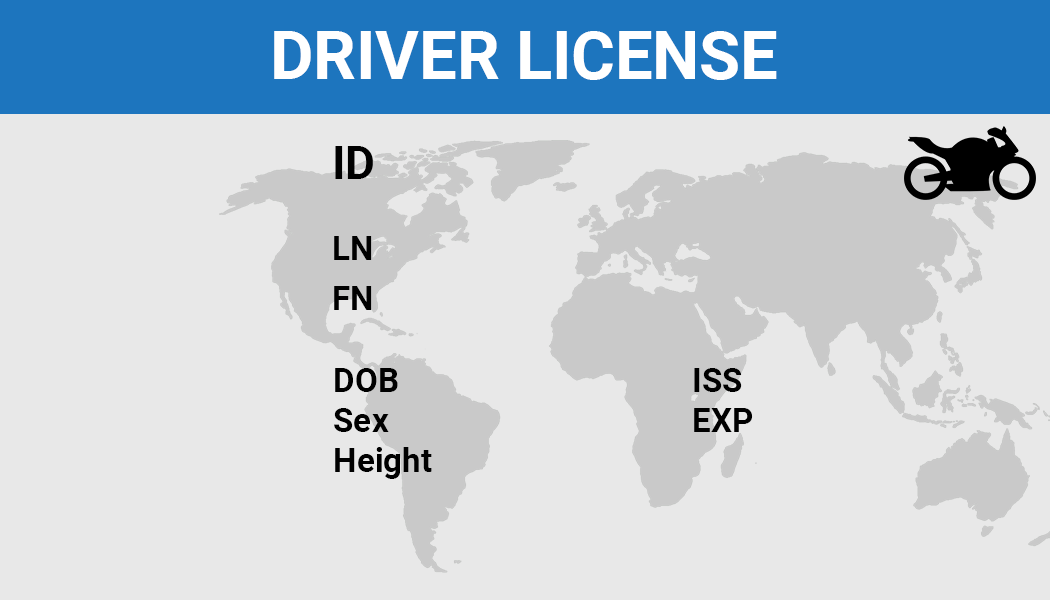 DRIVER LICENSE
ID
LN
FN
DOB
ISS
Sex
EXP
Height